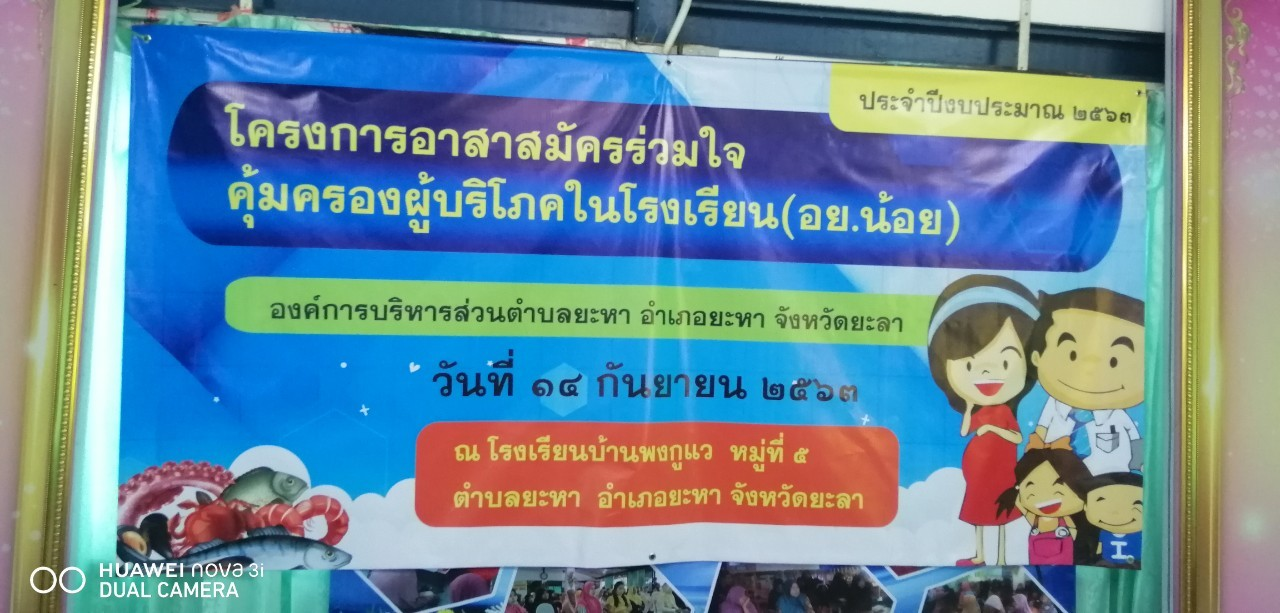 ประจำปีงบประมาณ ๒๕๖๓
โครงการอาสาสมัครร่วมใจ
คุ้มครองผู้บริโภคในโรงเรียน(อย.น้อย)
องค์การบริหารส่วนตำบลยะหา อำเภอยะหา จังหวัดยะลา
วันที่ ๑๔ กันยายน ๒๕๖๓
ณ โรงเรียนบ้านพงกูแว หมู่ที่ ๕
ตำบลยะหา อำเภอยะหา จังหวัดยะลา
HUAWEI nova 3i
DUAL CAMERA